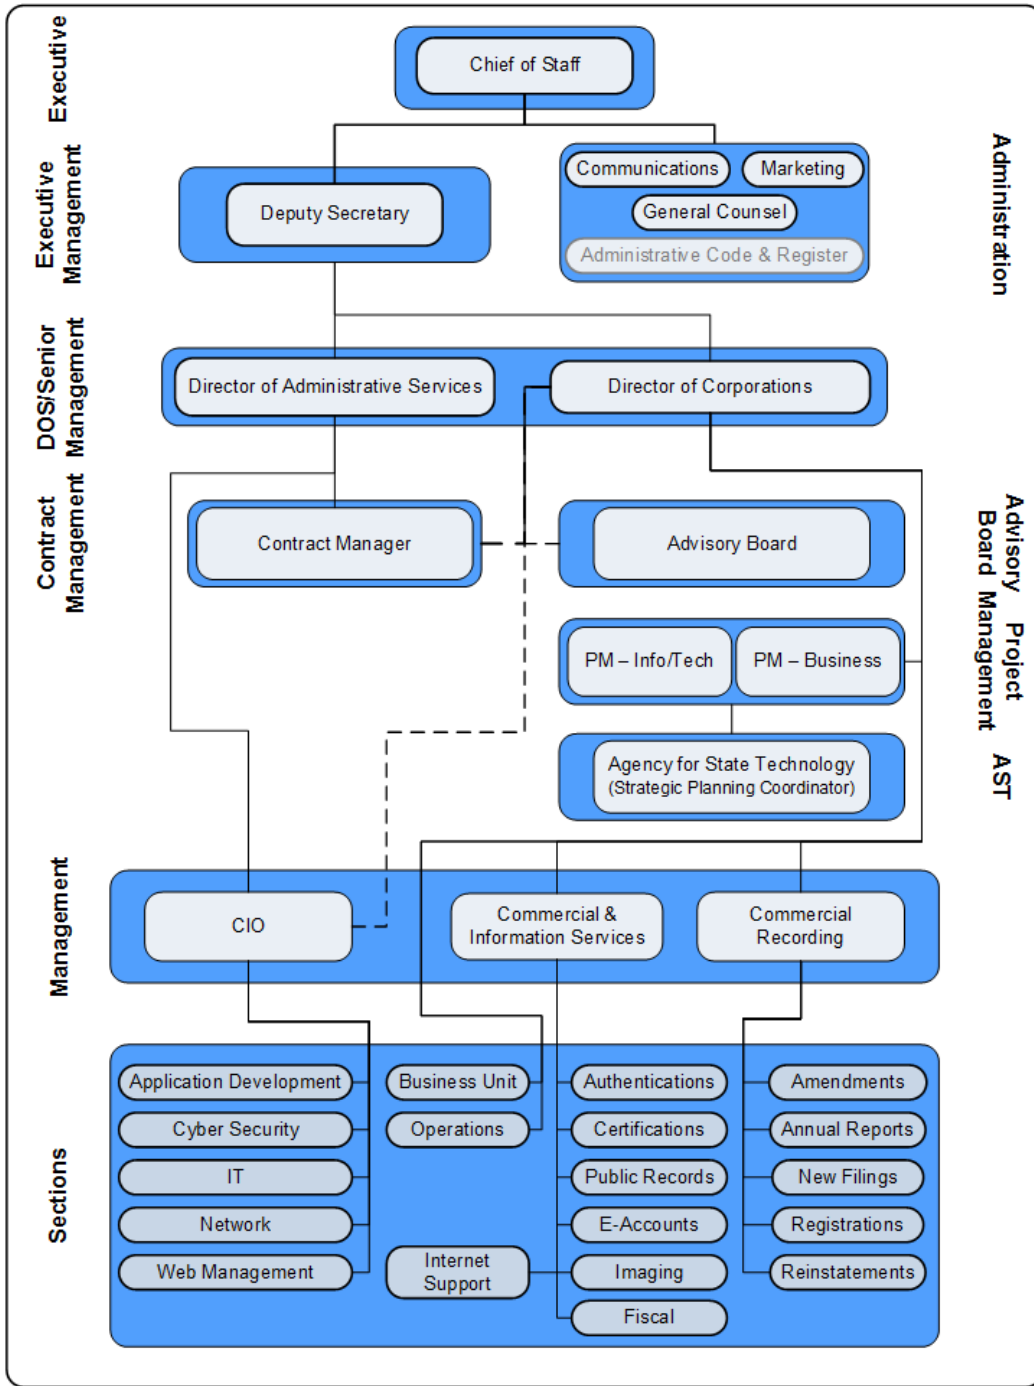 Executive
Chief of Staff
Executive
Management
Deputy Secretary
Communications
Marketing
General Counsel
Administrative Code & Register
Administration
DOS/Senior
Management
Director of Administrative Services
Director of Corporations
Contract
Management
Contract Manager
Advisory Board
Advisory
Board
Project
Management
PM – Info/Tech
PM – Business
Agency for State Technology
(Strategic Planning Coordinator)
AST
Management
CIO
Commercial &
Information Services
Commercial
Recording
Sections
Application Development
Cyber Security
IT
Network
Web Management
Business Unit
Operations
Internet
Support
Authentications
Certifications
Public Records
E-Accounts
Imaging
Fiscal
Amendments
Annual Reports
New Filings
Registrations
Reinstatements